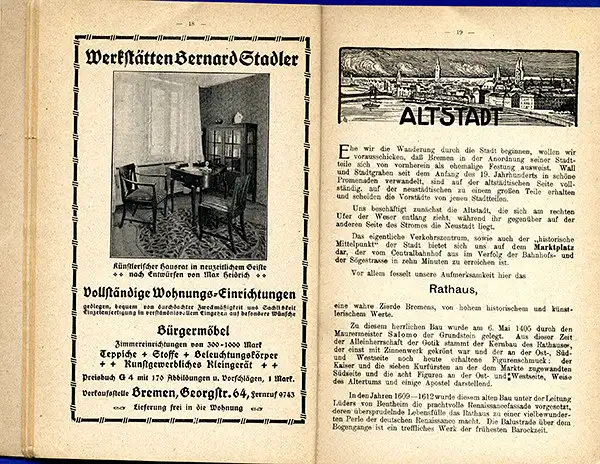 — 18 —
Werkstätten Bernard Stadler
Künstlerischer Hausrat in neuzeitlichem Geiste
nach Entwürfen von Max Heidrich
Vollständige Wohnungs-Einrichtungen
gediegen, bequem von durchdachter Zweckmäßigkeit und Sachlichkeit
Einzelanfertigung in verständnisvollem Eingehen auf besondere Wünsche
Bürgermöbel
Zimmereinrichtungen von 300-1000 Mark
Teppiche + Stoffe + Beleuchtungskörper
+ + Kunstgewerbliches Kleingerät + +
Preisbuch G 4 mit 170 Abbildungen u. Vorschlägen, 1 Mark.
Verkaufsstelle Bremen, Georgstr. 64, Fernruf 9743
Lieferung frei in die Wohnung
— 19 —
ALTSTADT
Ehe wir die Wanderung durch die Stadt beginnen, wollen wir
vorausschicken, daß Bremen in der Anordnung seiner Stadt-
teile sich von vornherein als ehemalige Festung ausweist. Wall
und Stadtgraben seit dem Anfang des 19. Jahrhunderts in schöne
Promenaden verwandelt, sind auf der altstädtischen Seite voll-
ständig, auf der neustädtischen zu einem großen Teile erhalten
und scheiden die Vorstädte von jenen Stadtteilen.
Uns beschäftigt zunächst die Altstadt, die sich am rechten
Ufer der Weser entlang zieht, während ihr gegenüber auf der
anderen Seite des Stromes die Neustadt liegt.
Das eigentliche Verkehrszentrum, sowie auch der „historische
Mittelpunkt“ der Stadt bietet sich uns auf dem Marktplatz
dar, der vom Centralbahnhof aus im Verfolg der Bahnhofs- und
der Sögestrasse in zehn Minuten zu erreichen ist.
Vor allem fesselt unsere Aufmerksamkeit hier das
Rathaus,
eine wahre Zierde Bremens, von hohem historischem und künst-
lerischem Werte.
Zu diesem herrlichen Bau wurde am 6. Mai 1405 durch den
Maurermeister Salomo der Grundstein gelegt. Aus dieser Zeit
der Alleinherrschaft der Gotik stammt der Kernbau des Rathauses,
der einst mit Zinnenwerk gekrönt war und der an der Ost-, Süd-
und Westseite noch heute erhaltene Figurenschmuck: der
Kaiser und die sieben Kurfürsten an der dem Markte zugewandten
Südseite und die acht Figuren an der Ost- und Westseite, Weise
des Altertums und einige Apostel darstellend.
In den Jahren 1609—1612 wurde diesem alten Bau unter der Leitung
Lüders von Bentheim die prachtvolle Renaissancefassade vorgesetzt,
deren übersprudelnde Lebensfülle das Rathaus zu einer vielbewunder-
ten Perle der deutschen Renaissance macht. Die Balustrade über dem
Bogengange ist ein treffliches Werk der frühesten Barockzeit.